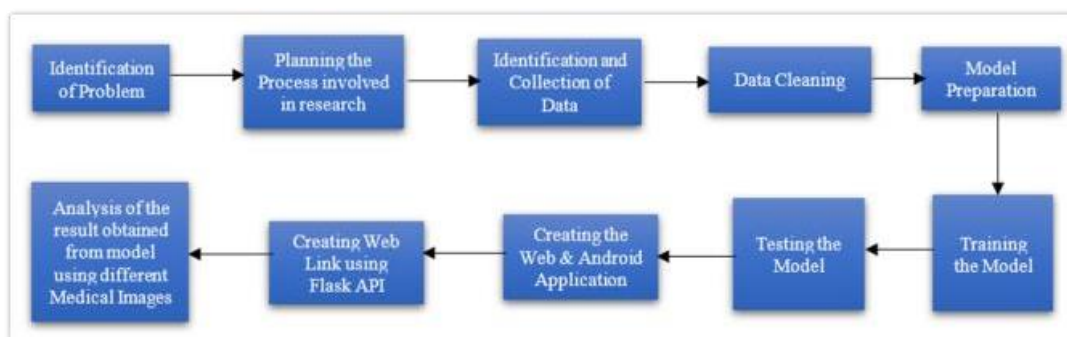 Identification
of Problem
Planning the
Process involved
in research
Identification and
Collection of
Data
Data Cleaning
Model
Preparation
Training
the Model
Testing the
Model
Creating the
Web & Android
Application
Creating Web
Link using
Flask API
Analysis of the
result obtained
from model
using different
Medical Images